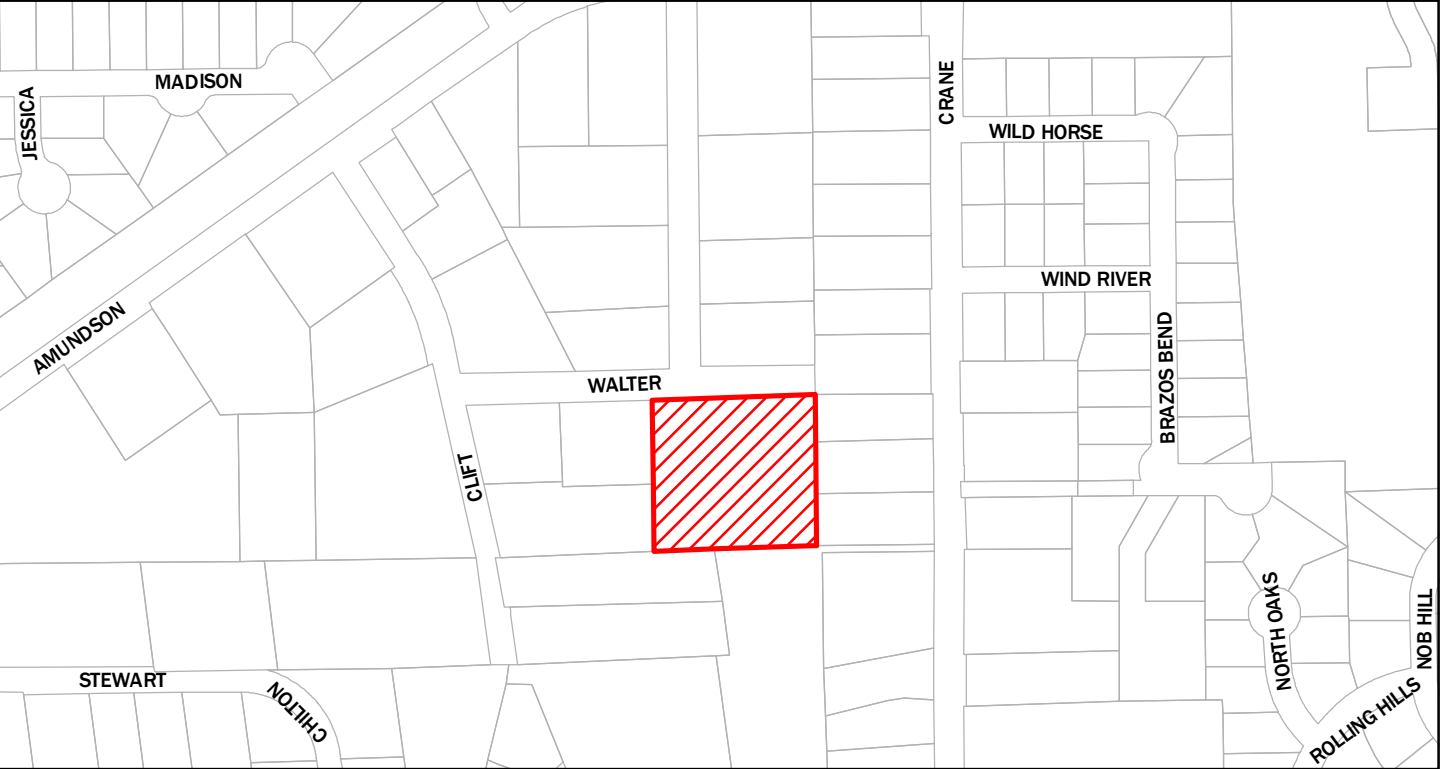 MADISON
CRANE
JESSICA
WILD HORSE
WIND RIVER
AMUNDSON
BRAZOS BEND
WALTER
CLIFT
NORTH OAKS
NOB HILL
STEWART
CHILTON
ROLLING HILLS